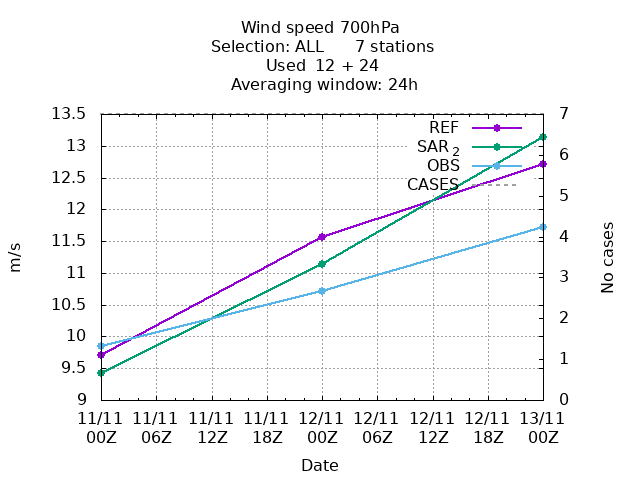 Wind speed 700hPa
Selection: ALL 7 stations
Used 12 + 24
Averaging window: 24h
13.5
13
12.5
12
11.5
11
10.5
10
9.5
9
m/s
REF
SAR 2
OBS
CASES
7
6
5
4
3
2
1
0
No cases
11/11 11/11 11/11 11/11 12/11 12/11 12/11 12/11 13/11
00Z 06Z 12Z 18Z 00Z 06Z 12Z 18Z 00Z
Date